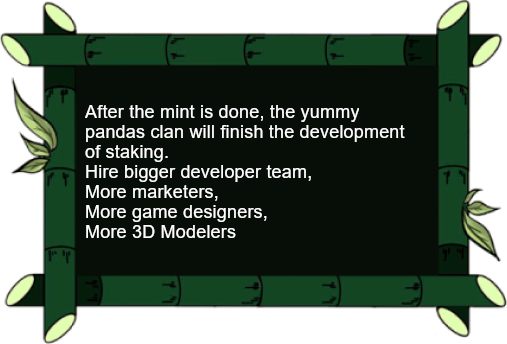 After the mint is done, the yummy
pandas clan will finish the development
of staking.
Hire bigger developer team,
More marketers,
More game designers,
More 3D Modelers